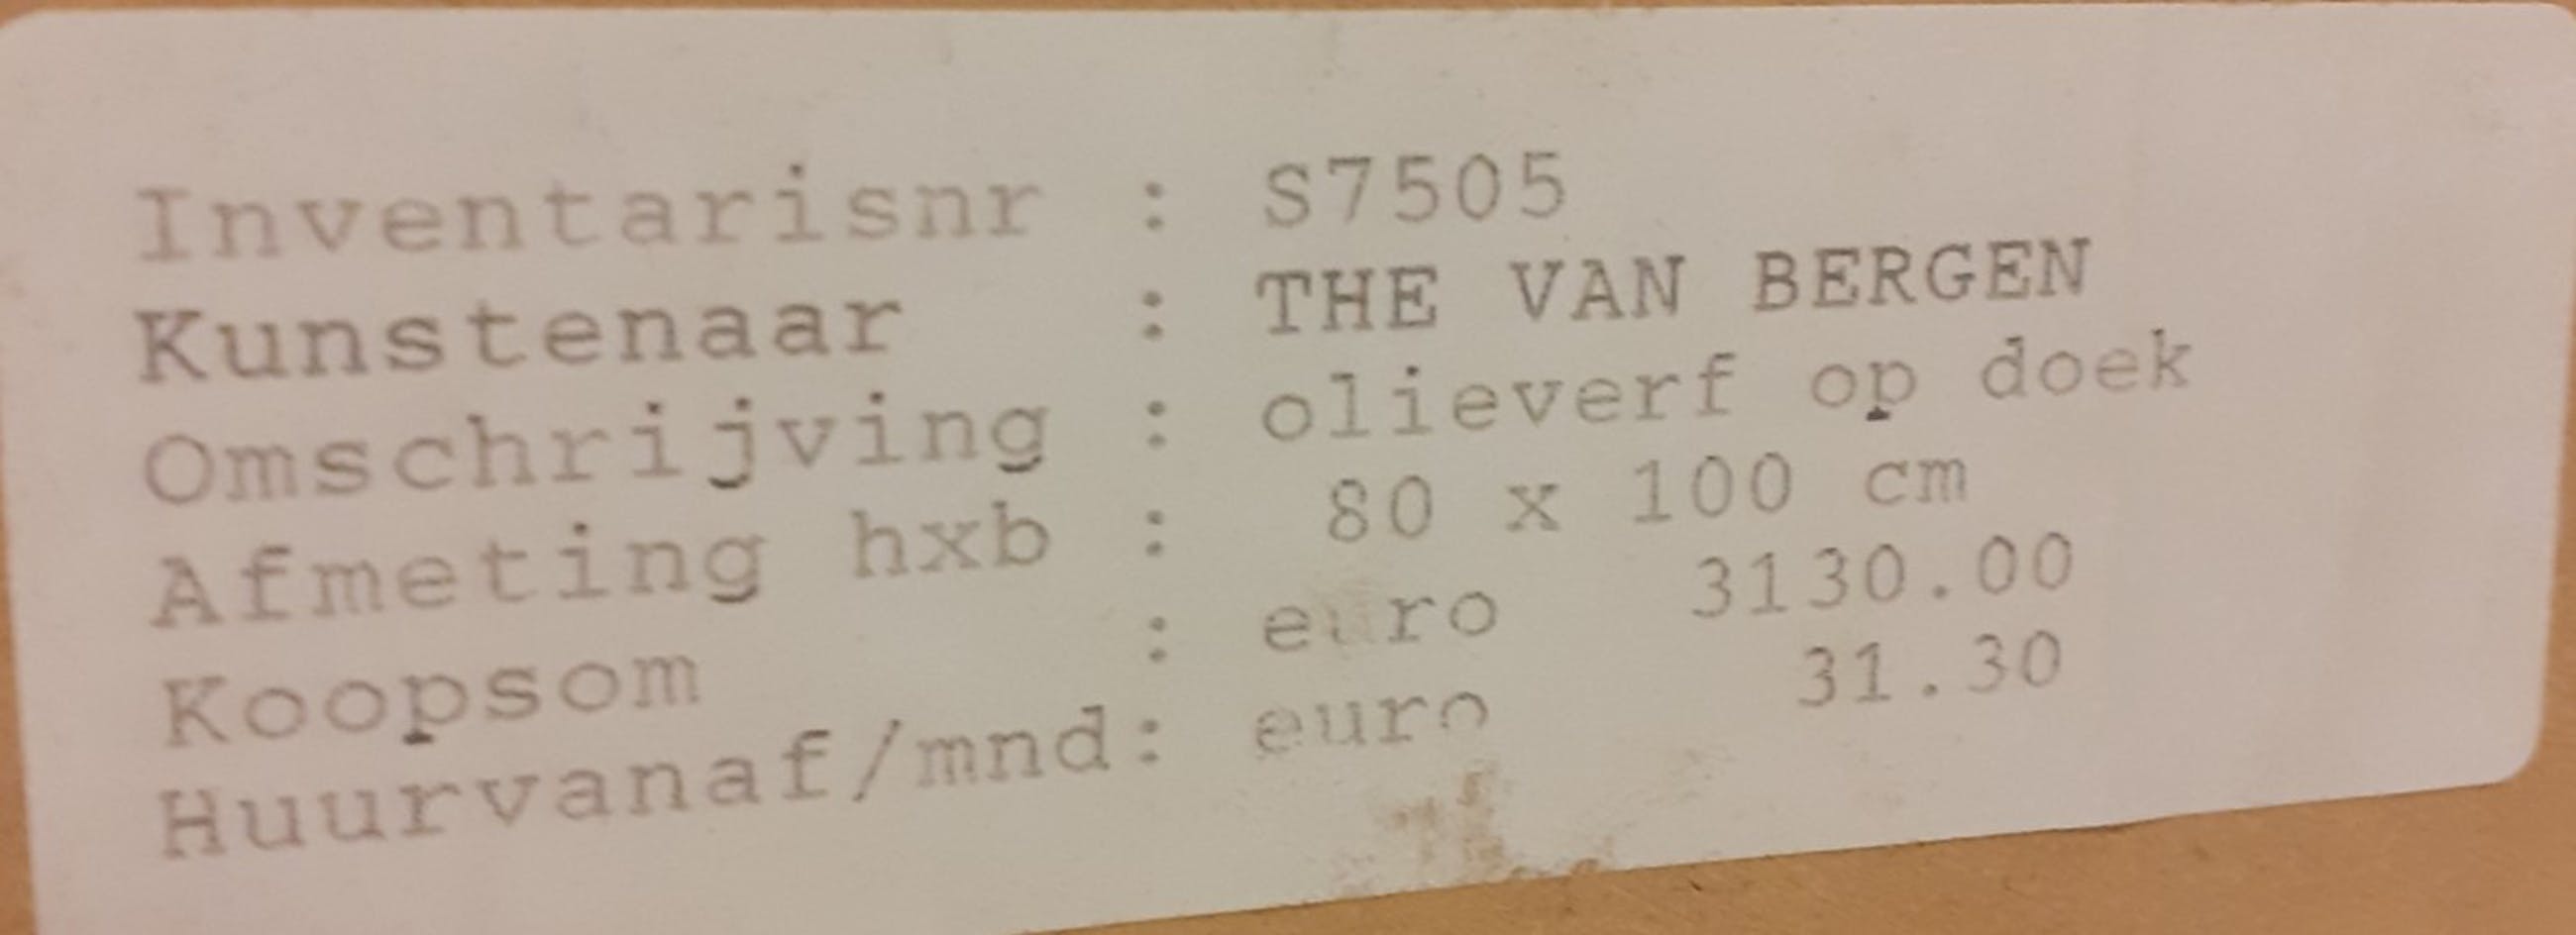 Inventarisnr : S7505
Kunstenaar : THE VAN BERGEN
Omschrijving : olieverf op doek
Afmeting hxb : 80 x 100 cm
Koopsom : euro 3130.00
Huurvanaf/mnd: euro 31.30